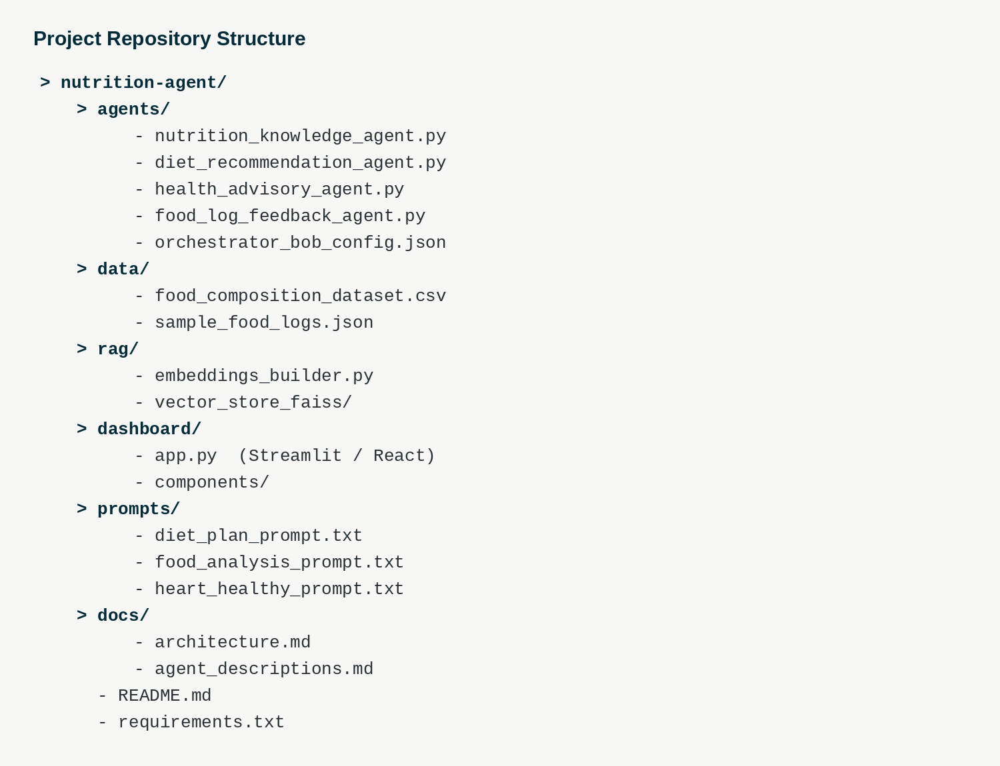 Project Repository Structure
> nutrition-agent/
> agents/
- nutrition_knowledge_agent.py
- diet_recommendation_agent.py
- health_advisory_agent.py
- food_log_feedback_agent.py
- orchestrator_bob_config.json
> data/
- food_composition_dataset.csv
- sample_food_logs.json
> rag/
- embeddings_builder.py
- vector_store_faiss/
> dashboard/
- app.py  (Streamlit / React)
- components/
> prompts/
- diet_plan_prompt.txt
- food_analysis_prompt.txt
- heart_healthy_prompt.txt
> docs/
- architecture.md
- agent_descriptions.md
- README.md
- requirements.txt